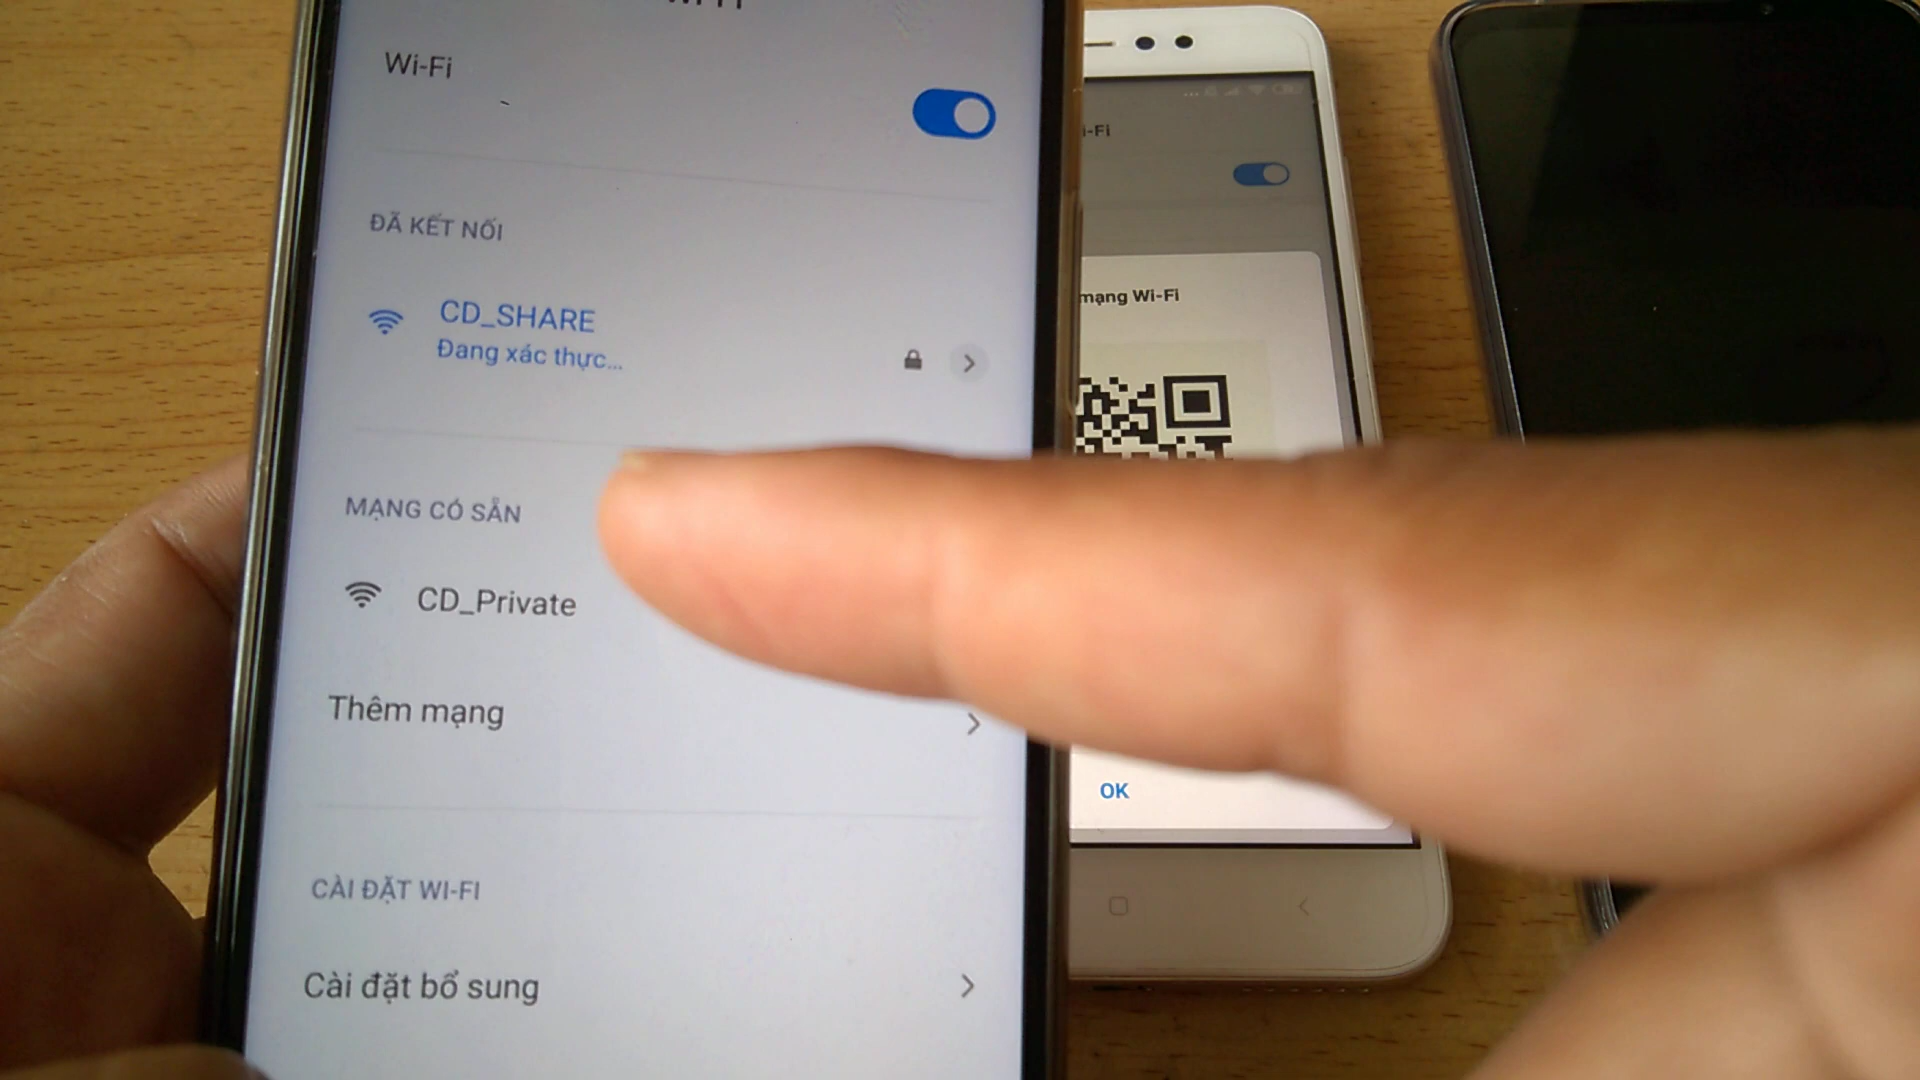 Wi-Fi
ĐÃ KẾT NỐI
CD_SHARE
Đang xác thực...
MẠNG CÓ SẴN
CD_Private
Thêm mạng
CÀI ĐẶT WI-FI
Cài đặt bổ sung
i-Fi
mạng Wi-Fi
OK